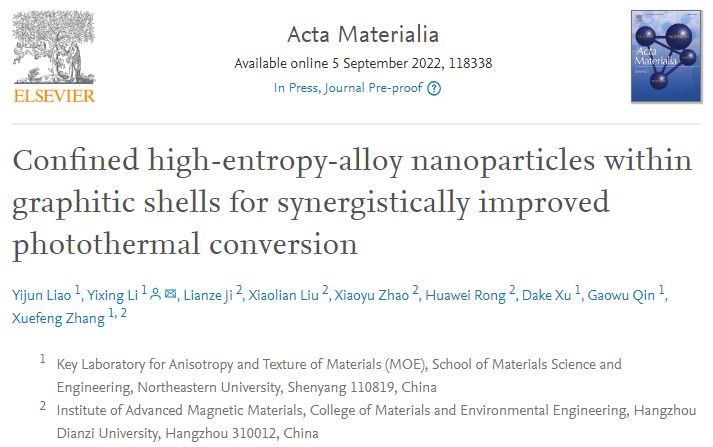 ELSEVIER
Acta Materialia
Available online 5 September 2022, 118338
In Press, Journal Pre-proof ?
Acta
Materialia
Confined high-entropy-alloy nanoparticles within
graphitic shells for synergistically improved
photothermal conversion
Yijun Liao 1, Yixing Li 1, Lianze Ji 2, Xiaolian Liu 2, Xiaoyu Zhao 2, Huawei Rong 2, Dake Xu 1, Gaowu Qin 1,
Xuefeng Zhang 1, 2
1 Key Laboratory for Anisotropy and Texture of Materials (MOE), School of Materials Science and
Engineering, Northeastern University, Shenyang 110819, China
2 Institute of Advanced Magnetic Materials, College of Materials and Environmental Engineering, Hangzhou
Dianzi University, Hangzhou 310012, China